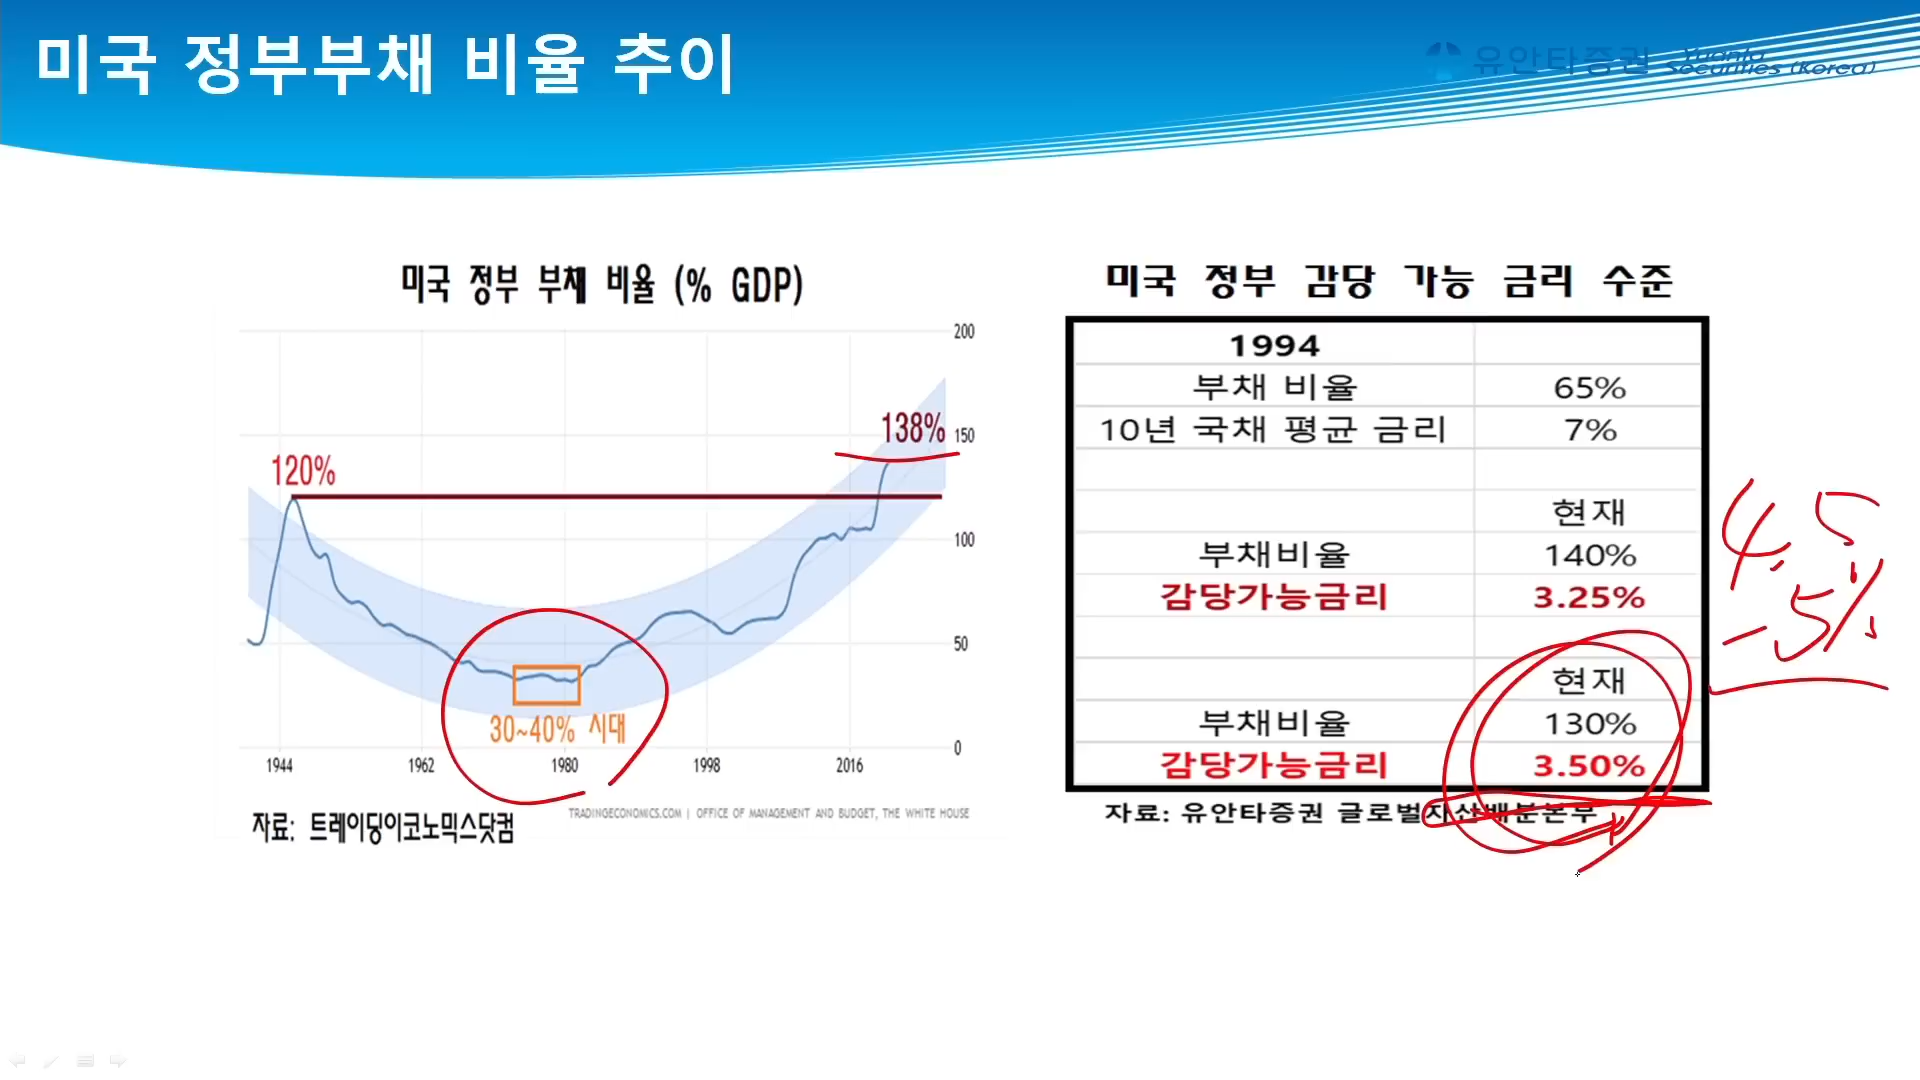 미국 정부부채 비율 추이
유안타증권 Yuanta Securities (Korea)
미국 정부 부채 비율 (% GDP)
200
138%
150
120%
100
50
30~40% 시대
0
1944 1962 1980 1998 2016
TRADINGECONOMICS.COM | OFFICE OF MANAGEMENT AND BUDGET, THE WHITE HOUSE
자료: 트레이딩이코노믹스닷컴
미국 정부 감당 가능 금리 수준
1994
부채 비율 65%
10년 국채 평균 금리 7%
현재
부채비율 140%
감당가능금리 3.25%
현재
부채비율 130%
감당가능금리 3.50%
자료: 유안타증권 글로벌자산배분본부
4.5
5%